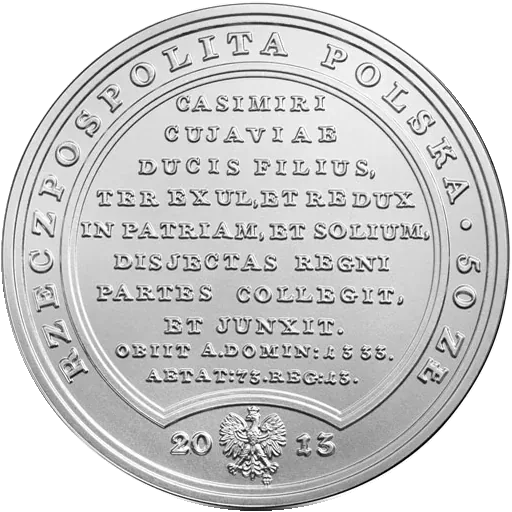 RZECZPOSPOLITA POLSKA · 50 ZŁ
CASIMIRI
CUJAVIAE
DUCIS FILIUS,
TER EXUL, ET REDUX
IN PATRIAM, ET SOLIUM,
DISJECTAS REGNI
PARTES COLLEGIT,
ET JUNXIT.
OBIIT A.DOMIN:1333.
AETAT:73.REG:13.
2013